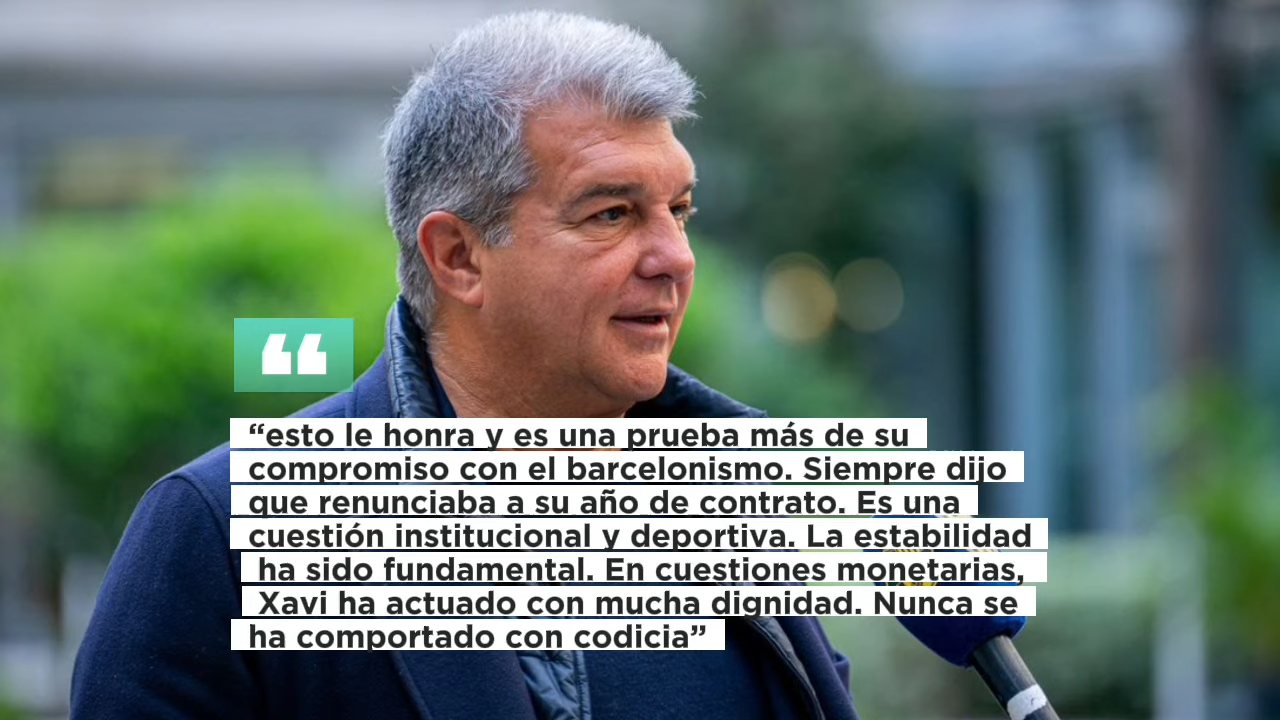 “esto le honra y es una prueba más de su
compromiso con el barcelonismo. Siempre dijo
que renunciaba a su año de contrato. Es una
cuestión institucional y deportiva. La estabilidad
ha sido fundamental. En cuestiones monetarias,
Xavi ha actuado con mucha dignidad. Nunca se
ha comportado con codicia”